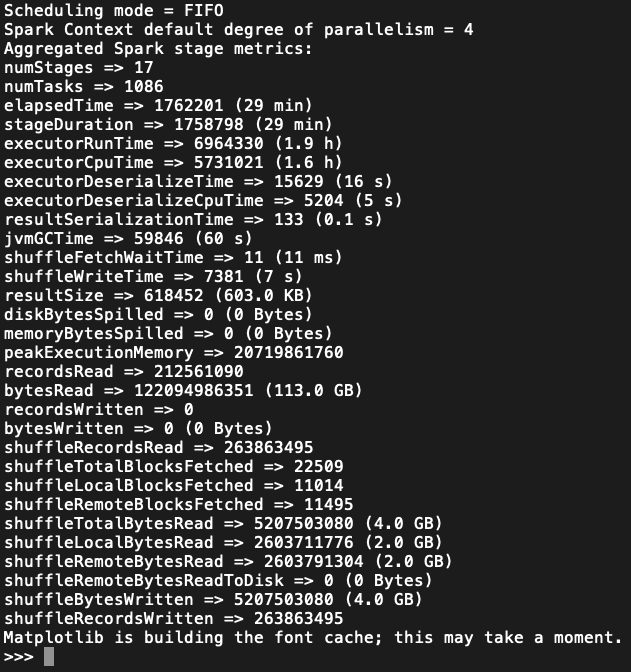 Scheduling mode = FIFO
Spark Context default degree of parallelism = 4
Aggregated Spark stage metrics:
numStages => 17
numTasks => 1086
elapsedTime => 1762201 (29 min)
stageDuration => 1758798 (29 min)
executorRunTime => 6964330 (1.9 h)
executorCpuTime => 5731021 (1.6 h)
executorDeserializeTime => 15629 (16 s)
executorDeserializeCpuTime => 5204 (5 s)
resultSerializationTime => 133 (0.1 s)
jvmGCTime => 59846 (60 s)
shuffleFetchWaitTime => 11 (11 ms)
shuffleWriteTime => 7381 (7 s)
resultSize => 618452 (603.0 KB)
diskBytesSpilled => 0 (0 Bytes)
memoryBytesSpilled => 0 (0 Bytes)
peakExecutionMemory => 20719861760
recordsRead => 212561090
bytesRead => 122094986351 (113.0 GB)
recordsWritten => 0
bytesWritten => 0 (0 Bytes)
shuffleRecordsRead => 263863495
shuffleTotalBlocksFetched => 22509
shuffleLocalBlocksFetched => 11014
shuffleRemoteBlocksFetched => 11495
shuffleTotalBytesRead => 5207503080 (4.0 GB)
shuffleLocalBytesRead => 2603711776 (2.0 GB)
shuffleRemoteBytesRead => 2603791304 (2.0 GB)
shuffleRemoteBytesReadToDisk => 0 (0 Bytes)
shuffleBytesWritten => 5207503080 (4.0 GB)
shuffleRecordsWritten => 263863495
Matplotlib is building the font cache; this may take a moment.
>>>